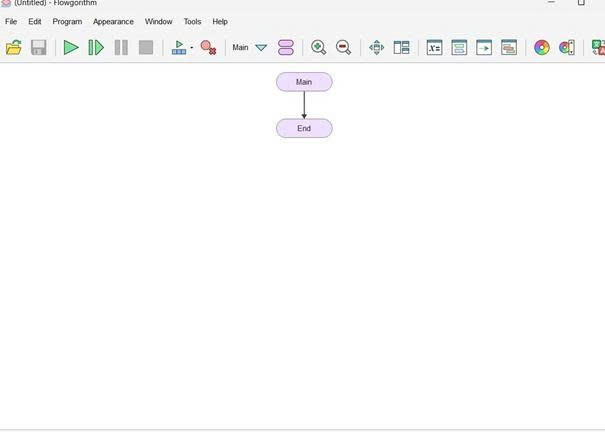 (Untitled) - Flowgorithm
File Edit Program Appearance Window Tools Help
Main
Main
End